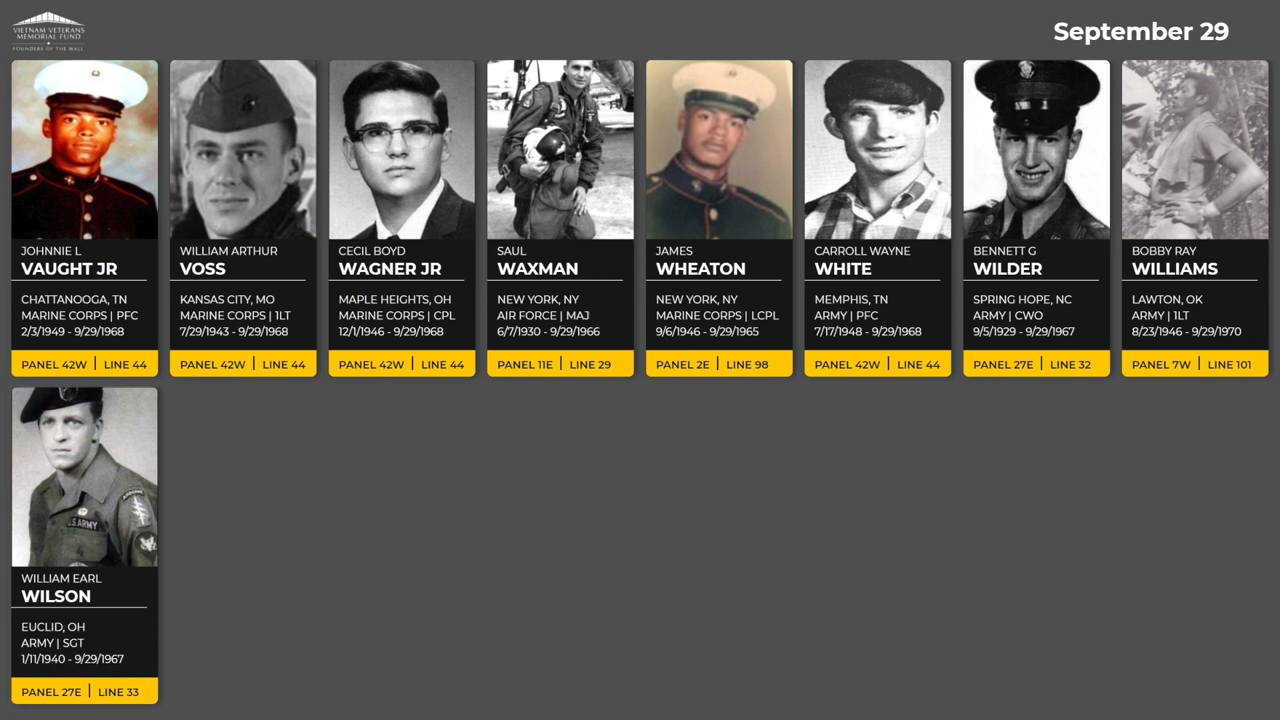 VIETNAM VETERANS
MEMORIAL FUND
FOUNDERS OF THE WALL
September 29
JOHNNIE L
VAUGHT JR
CHATTANOOGA, TN
MARINE CORPS | PFC
2/3/1949 - 9/29/1968
PANEL 42W | LINE 44
WILLIAM ARTHUR
VOSS
KANSAS CITY, MO
MARINE CORPS | 1LT
7/29/1943 - 9/29/1968
PANEL 42W | LINE 44
CECIL BOYD
WAGNER JR
MAPLE HEIGHTS, OH
MARINE CORPS | CPL
12/1/1946 - 9/29/1968
PANEL 42W | LINE 44
SAUL
WAXMAN
NEW YORK, NY
AIR FORCE | MAJ
6/7/1930 - 9/29/1966
PANEL 11E | LINE 29
JAMES
WHEATON
NEW YORK, NY
MARINE CORPS | LCPL
9/6/1946 - 9/29/1965
PANEL 2E | LINE 98
CARROLL WAYNE
WHITE
MEMPHIS, TN
ARMY | PFC
7/17/1948 - 9/29/1968
PANEL 42W | LINE 44
BENNETT G
WILDER
SPRING HOPE, NC
ARMY | CWO
9/5/1929 - 9/29/1967
PANEL 27E | LINE 32
BOBBY RAY
WILLIAMS
LAWTON, OK
ARMY | 1LT
8/23/1946 - 9/29/1970
PANEL 7W | LINE 101
U.S. ARMY
WILLIAM EARL
WILSON
EUCLID, OH
ARMY | SGT
1/11/1940 - 9/29/1967
PANEL 27E | LINE 33